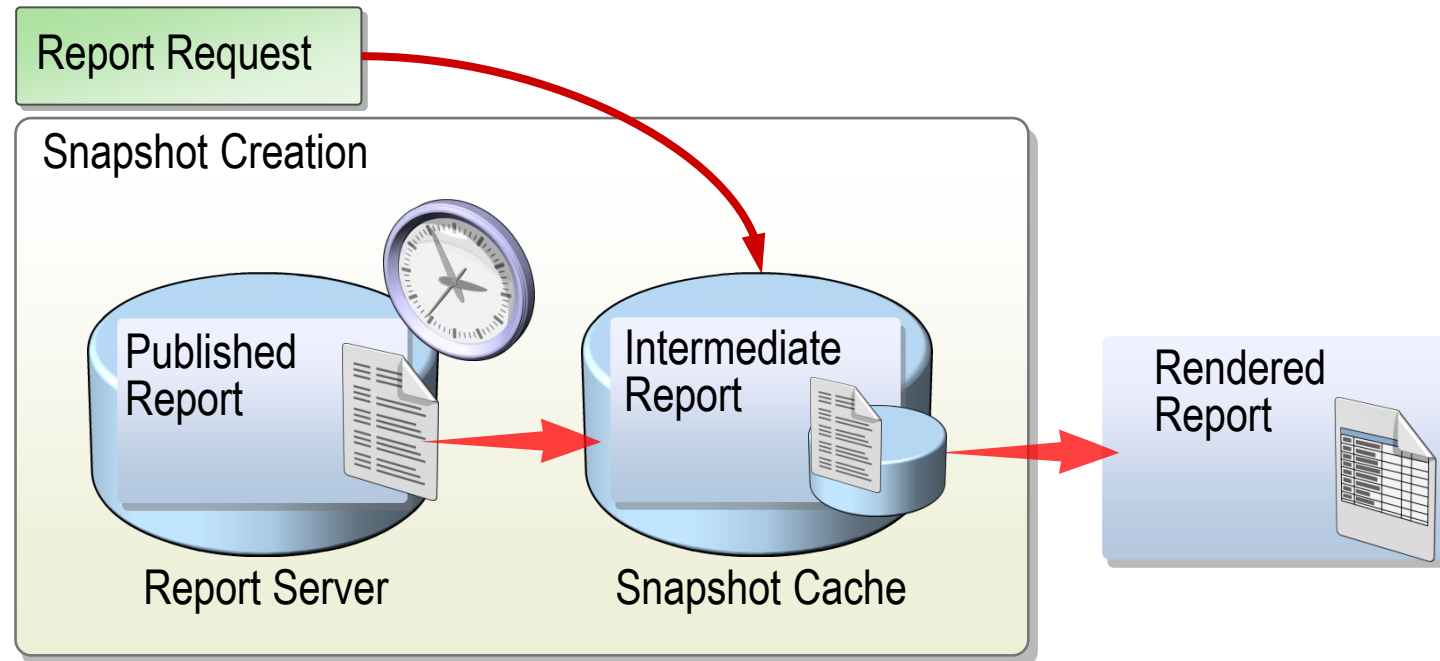 Report Request
Snapshot Creation
Published
Report
Intermediate
Report
Rendered
Report
Report Server
Snapshot Cache